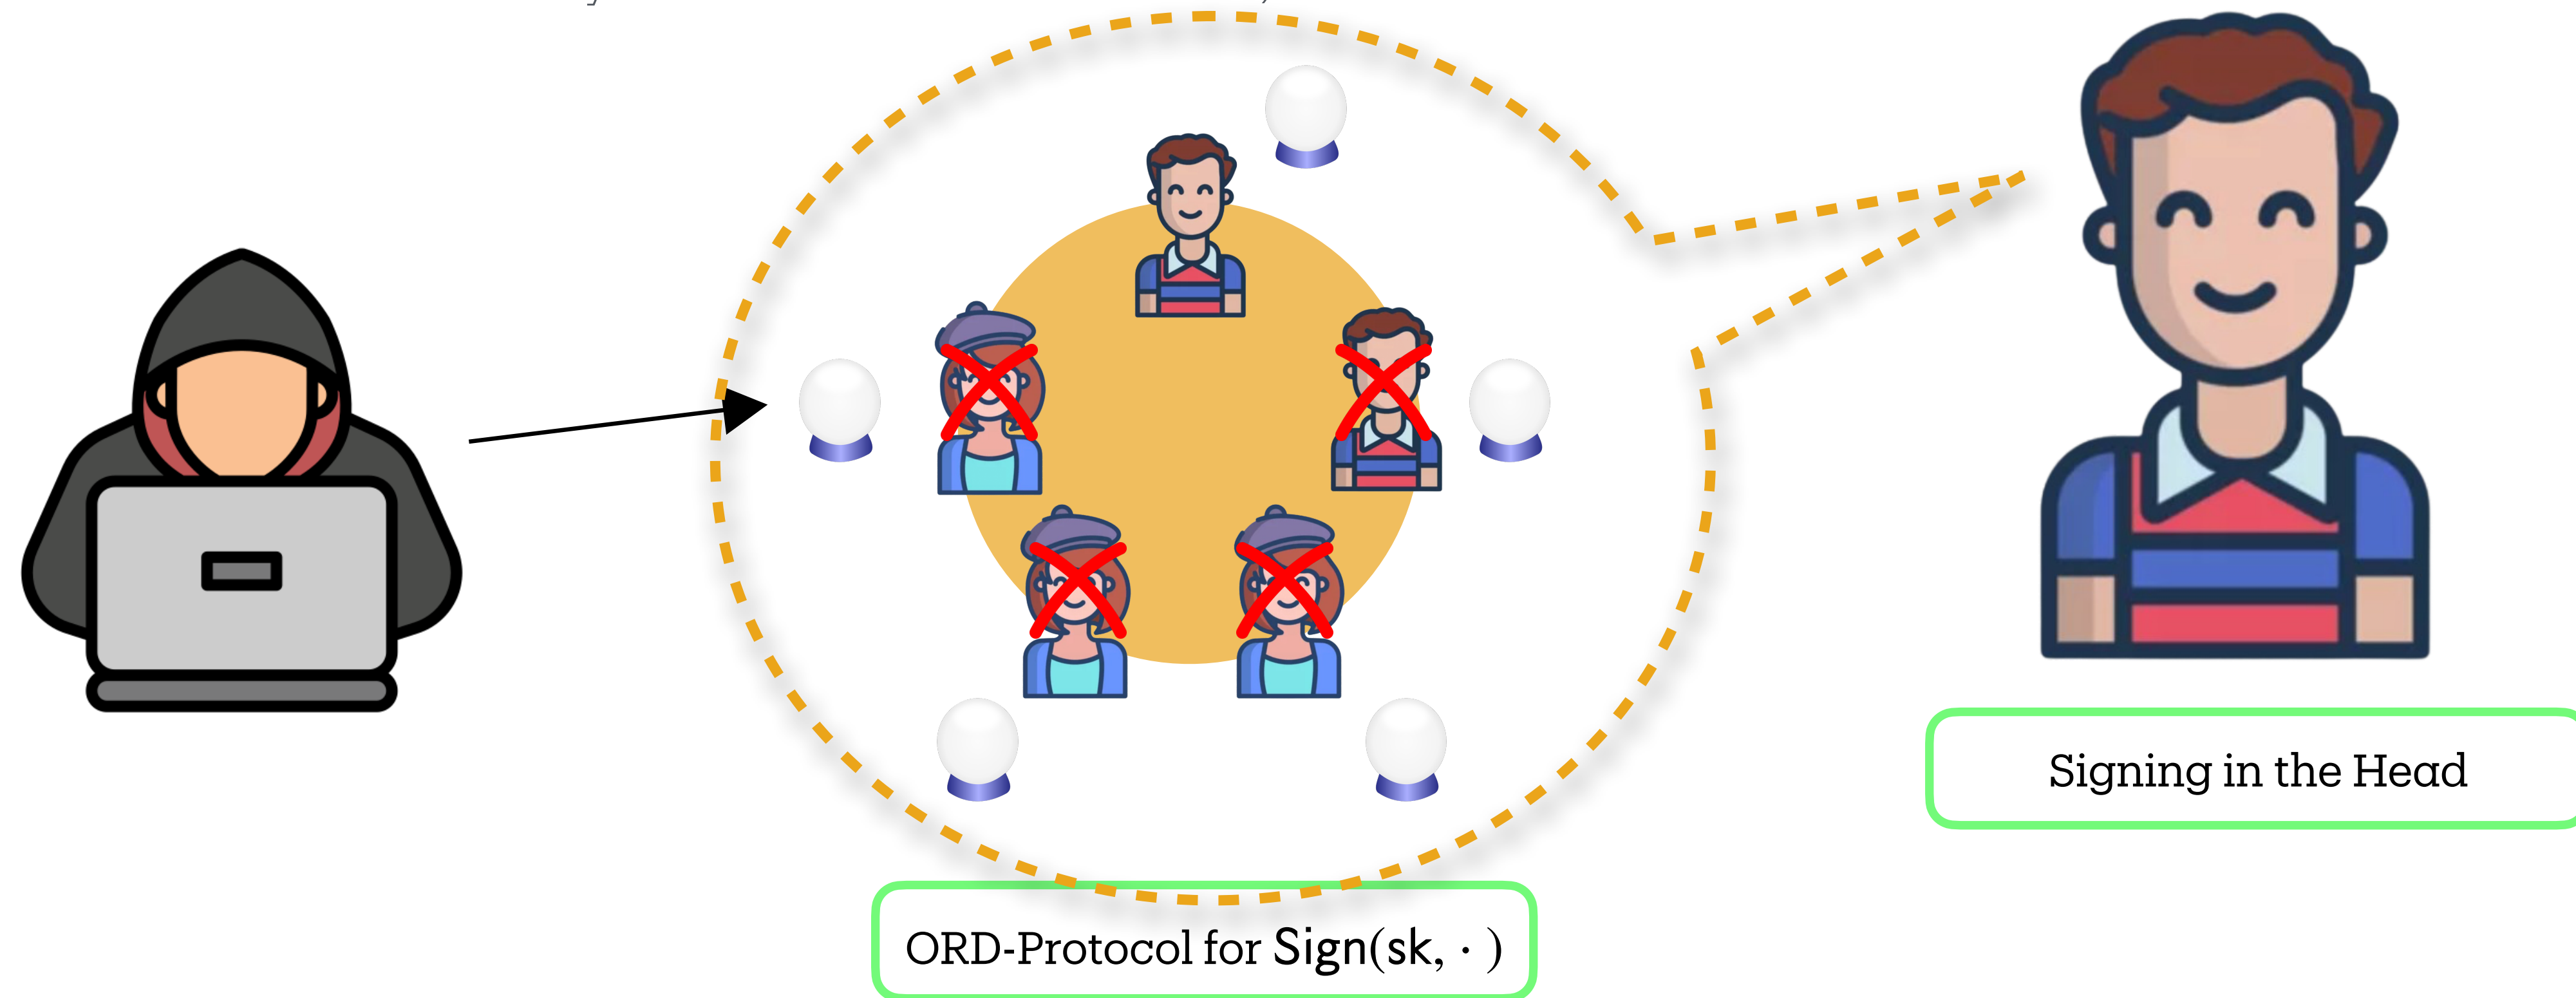 Signing in the Head
ORD-Protocol for Sign(sk, · )